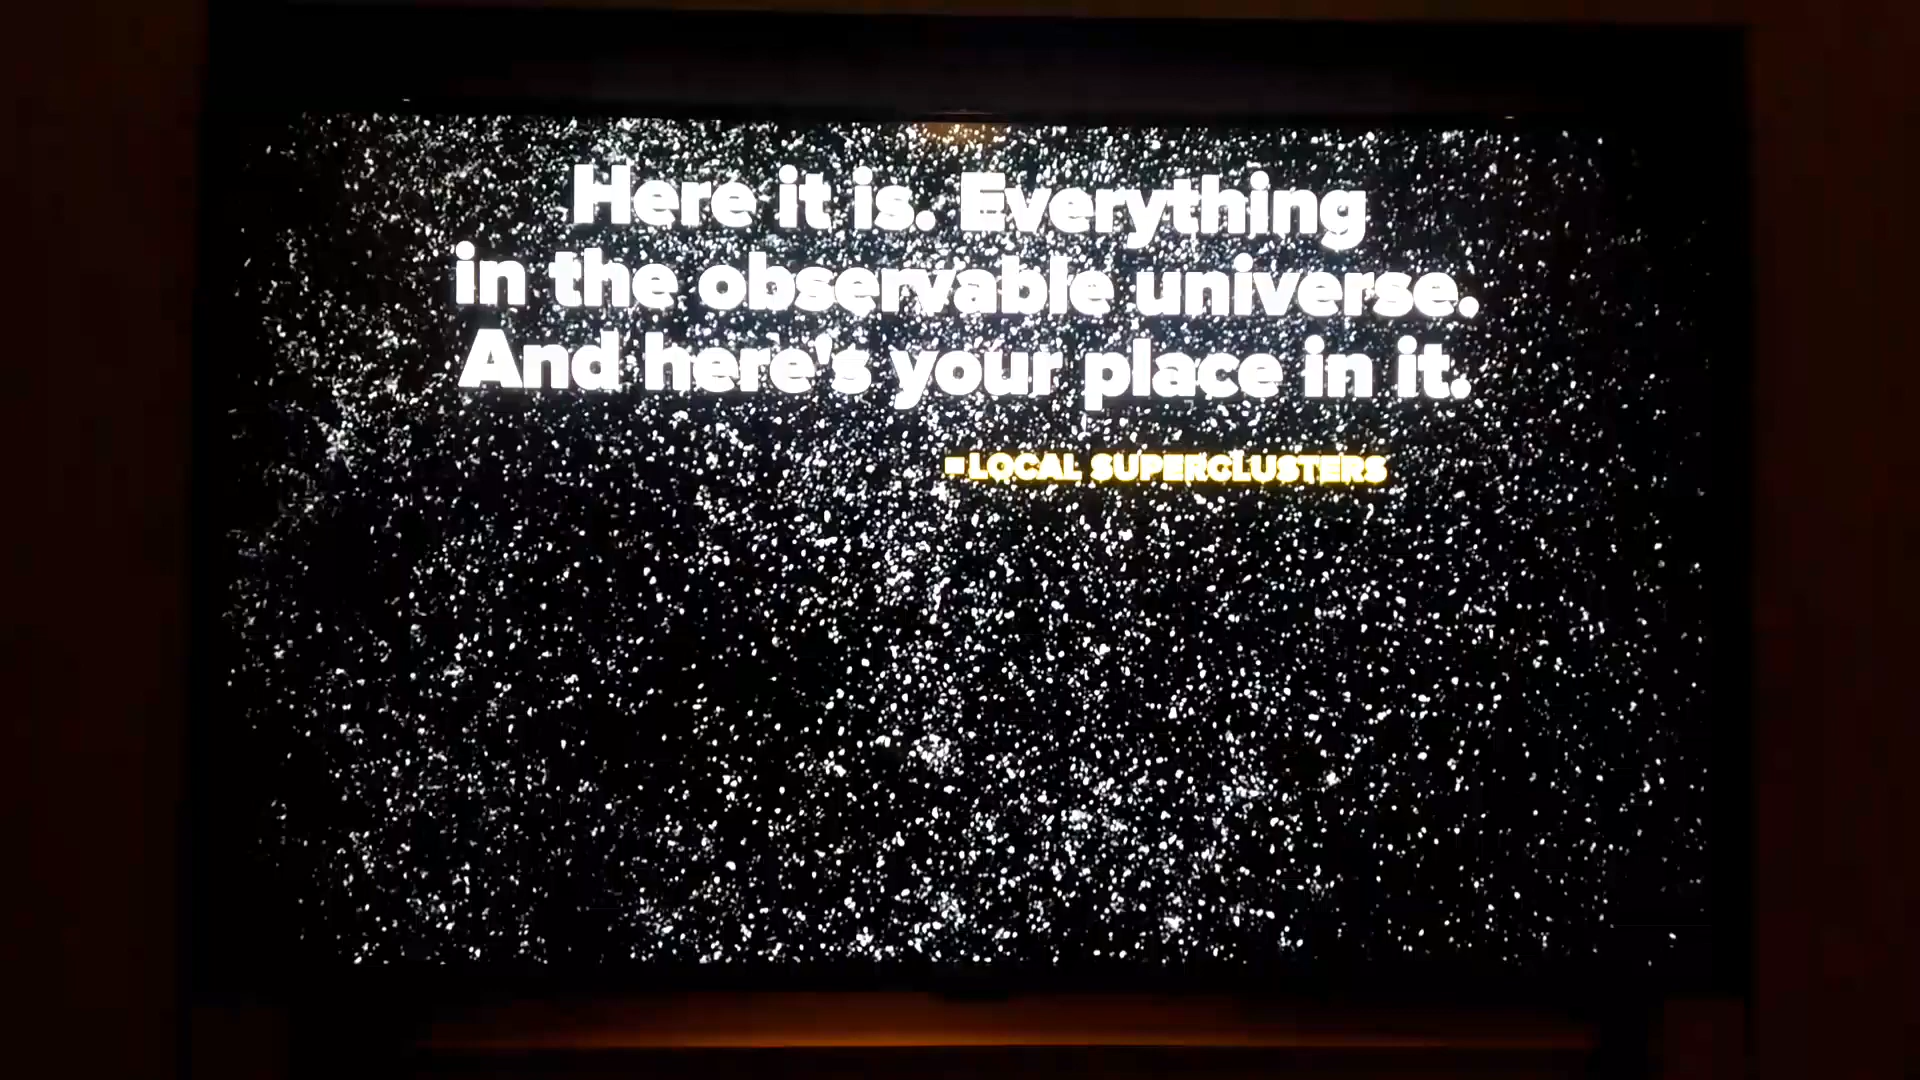 Here it is. Everything
in the observable universe.
And here's your place in it.
LOCAL SUPERCLUSTERS